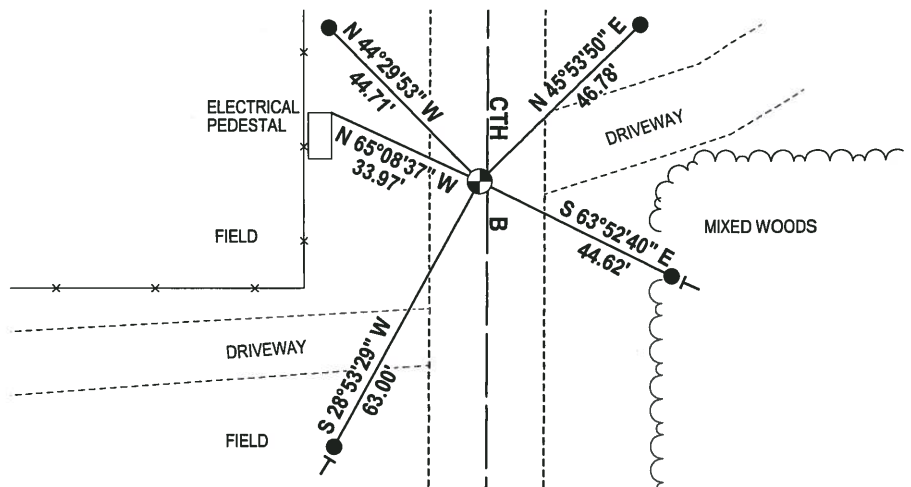 N 44°29'53" W
44.71'
N 45°53'50" E
46.78'
ELECTRICAL
PEDESTAL
CTH
DRIVEWAY
N 65°08'37" W
33.97'
B
S 63°52'40" E
44.62'
MIXED WOODS
FIELD
DRIVEWAY
S 28°53'29" W
63.00'
FIELD